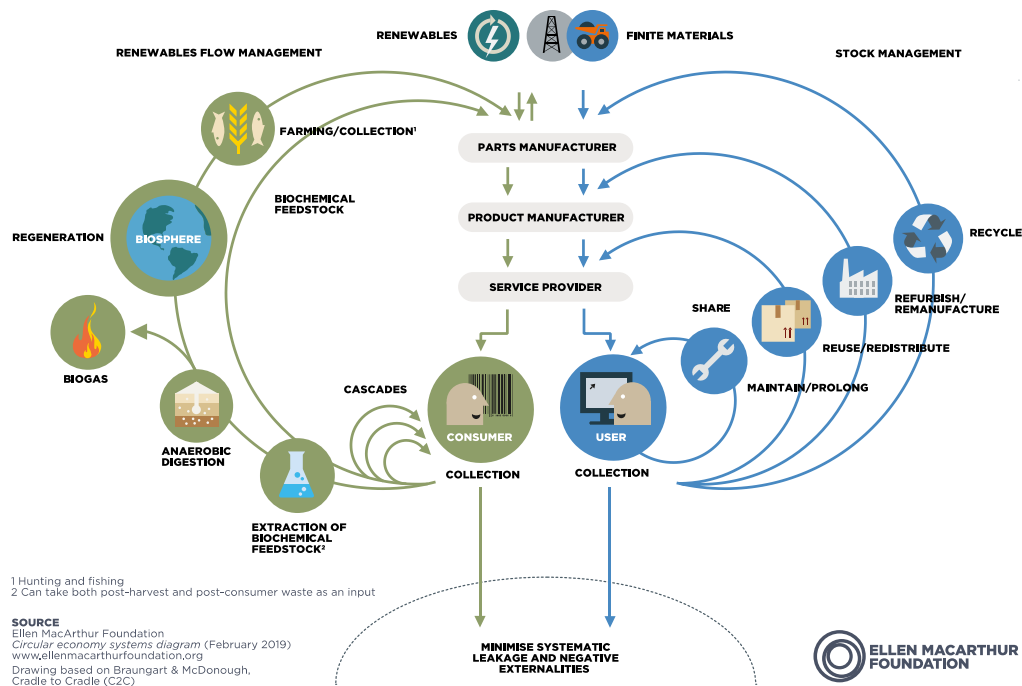 RENEWABLES
FINITE MATERIALS
RENEWABLES FLOW MANAGEMENT
STOCK MANAGEMENT
FARMING/COLLECTION¹
PARTS MANUFACTURER
BIOCHEMICAL
FEEDSTOCK
PRODUCT MANUFACTURER
REGENERATION
BIOSPHERE
RECYCLE
SERVICE PROVIDER
SHARE
REFURBISH/
REMANUFACTURE
REUSE/REDISTRIBUTE
BIOGAS
MAINTAIN/PROLONG
CASCADES
CONSUMER
USER
ANAEROBIC
DIGESTION
COLLECTION
COLLECTION
EXTRACTION OF
BIOCHEMICAL
FEEDSTOCK²
1 Hunting and fishing
2 Can take both post-harvest and post-consumer waste as an input
SOURCE
Ellen MacArthur Foundation
Circular economy systems diagram (February 2019)
www.ellenmacarthurfoundation.org
Drawing based on Braungart & McDonough,
Cradle to Cradle (C2C)
MINIMISE SYSTEMATIC
LEAKAGE AND NEGATIVE
EXTERNALITIES
ELLEN MACARTHUR
FOUNDATION